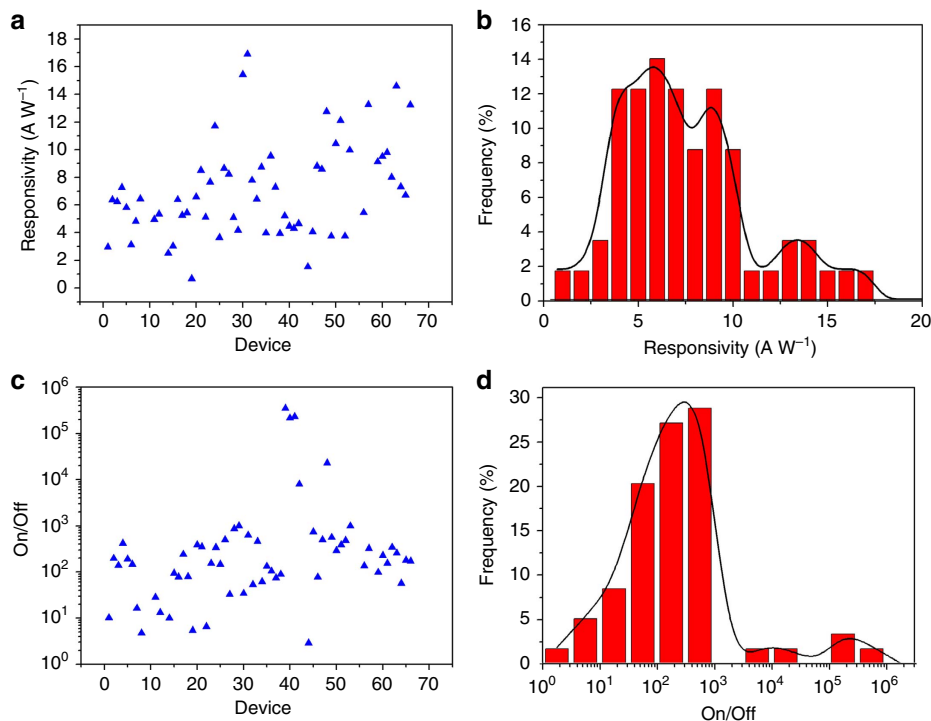 a
18
16
14
12
10
8
6
4
2
0
Responsivity (A W⁻¹)
0 10 20 30 40 50 60 70
Device
b
16
14
12
10
8
6
4
2
0
Frequency (%)
0 5 10 15 20
Responsivity (A W⁻¹)
c
10⁶
10⁵
10⁴
10³
10²
10¹
10⁰
On/Off
0 10 20 30 40 50 60 70
Device
d
30
25
20
15
10
5
0
Frequency (%)
10⁰ 10¹ 10² 10³ 10⁴ 10⁵ 10⁶
On/Off